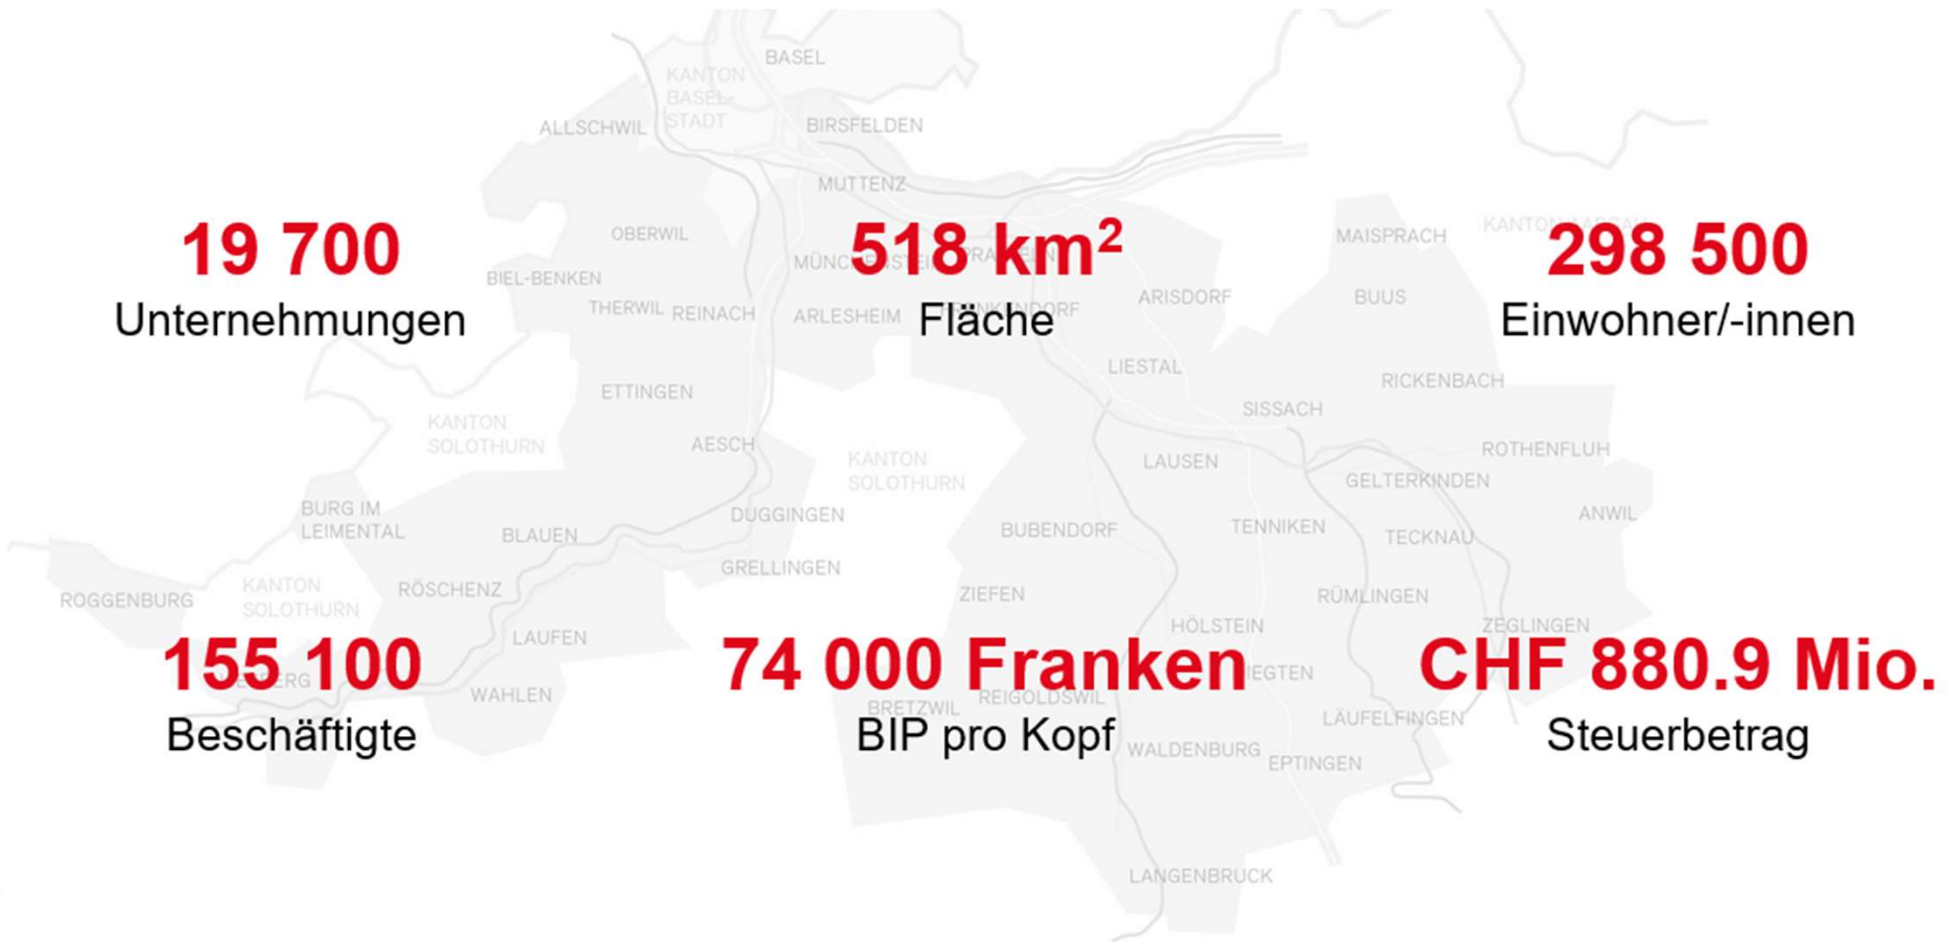 BASEL
KANTON
BASEL-
STADT
ALLSCHWIL
BIRSFELDEN
MUTTENZ
19 700
Unternehmungen
518 km²
Fläche
298 500
Einwohner/-innen
OBERWIL
BIEL-BENKEN
THERWIL
REINACH
ARLESHEIM
ARISDORF
MAISPRACH
BUUS
LIESTAL
RICKENBACH
ETTINGEN
SISSACH
KANTON
SOLOTHURN
AESCH
KANTON
SOLOTHURN
LAUSEN
ROTHENFLUH
GELTERKINDEN
BURG IM
LEIMENTAL
BLAUEN
DUGGINGEN
BUBENDORF
TENNIKEN
TECKNAU
ANWIL
GRELLINGEN
KANTON
SOLOTHURN
ROGGENBURG
RÖSCHENZ
ZIEFEN
RÜMLINGEN
LAUFEN
HÖLSTEIN
ZEGLINGEN
155 100
Beschäftigte
74 000 Franken
BIP pro Kopf
CHF 880.9 Mio.
Steuerbetrag
WAHLEN
BRETZWIL
REIGOLDSWIL
LÄUFELFINGEN
WALDENBURG
EPTINGEN
LANGENBRUCK